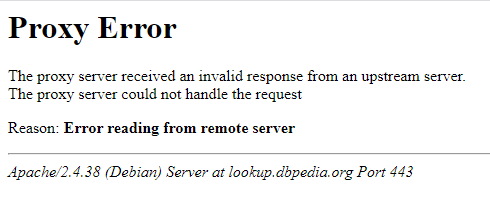 Proxy Error
The proxy server received an invalid response from an upstream server.
The proxy server could not handle the request
Reason: Error reading from remote server
Apache/2.4.38 (Debian) Server at lookup.dbpedia.org Port 443